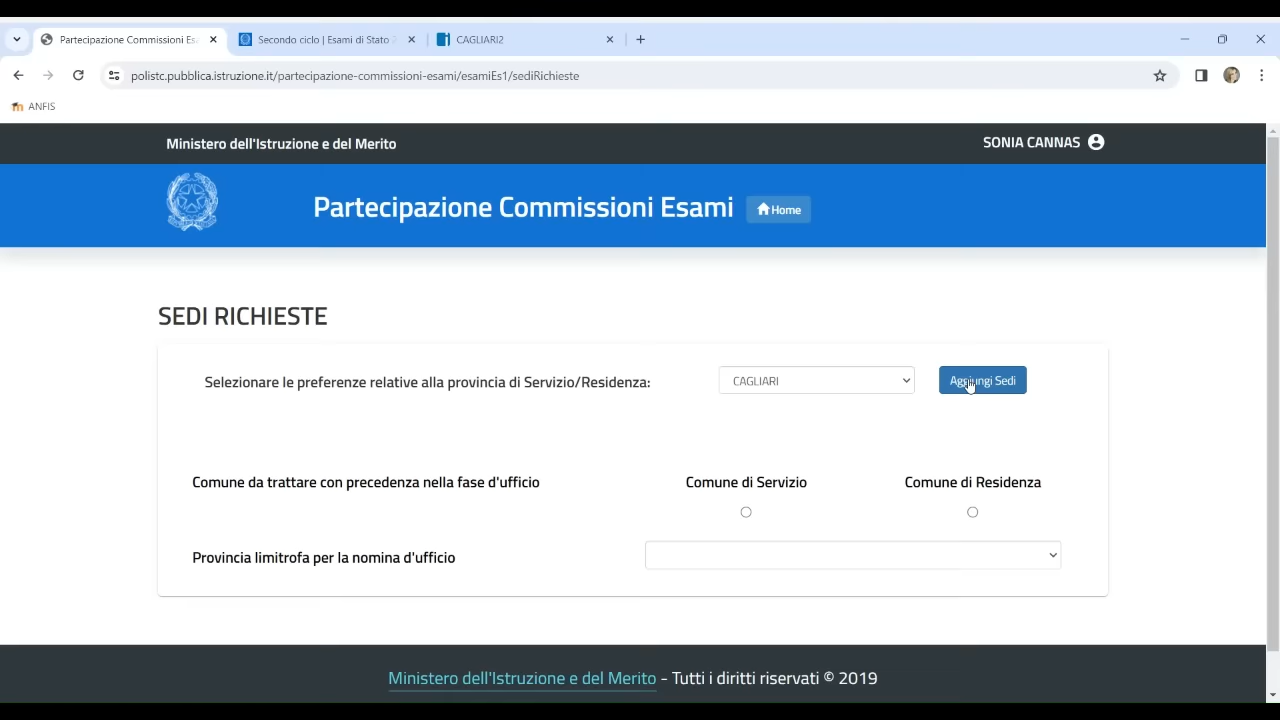 Partecipazione Commissioni Es
Secondo ciclo | Esami di Stato
CAGLIARI2
polistc.pubblica.istruzione.it/partecipazione-commissioni-esami/esamiEs1/sediRichieste
ANFIS
Ministero dell'Istruzione e del Merito
SONIA CANNAS
Partecipazione Commissioni Esami
Home
SEDI RICHIESTE
Selezionare le preferenze relative alla provincia di Servizio/Residenza:
CAGLIARI
Aggiungi Sedi
Comune da trattare con precedenza nella fase d'ufficio
Comune di Servizio
Comune di Residenza
Provincia limitrofa per la nomina d'ufficio
Ministero dell'Istruzione e del Merito - Tutti i diritti riservati © 2019